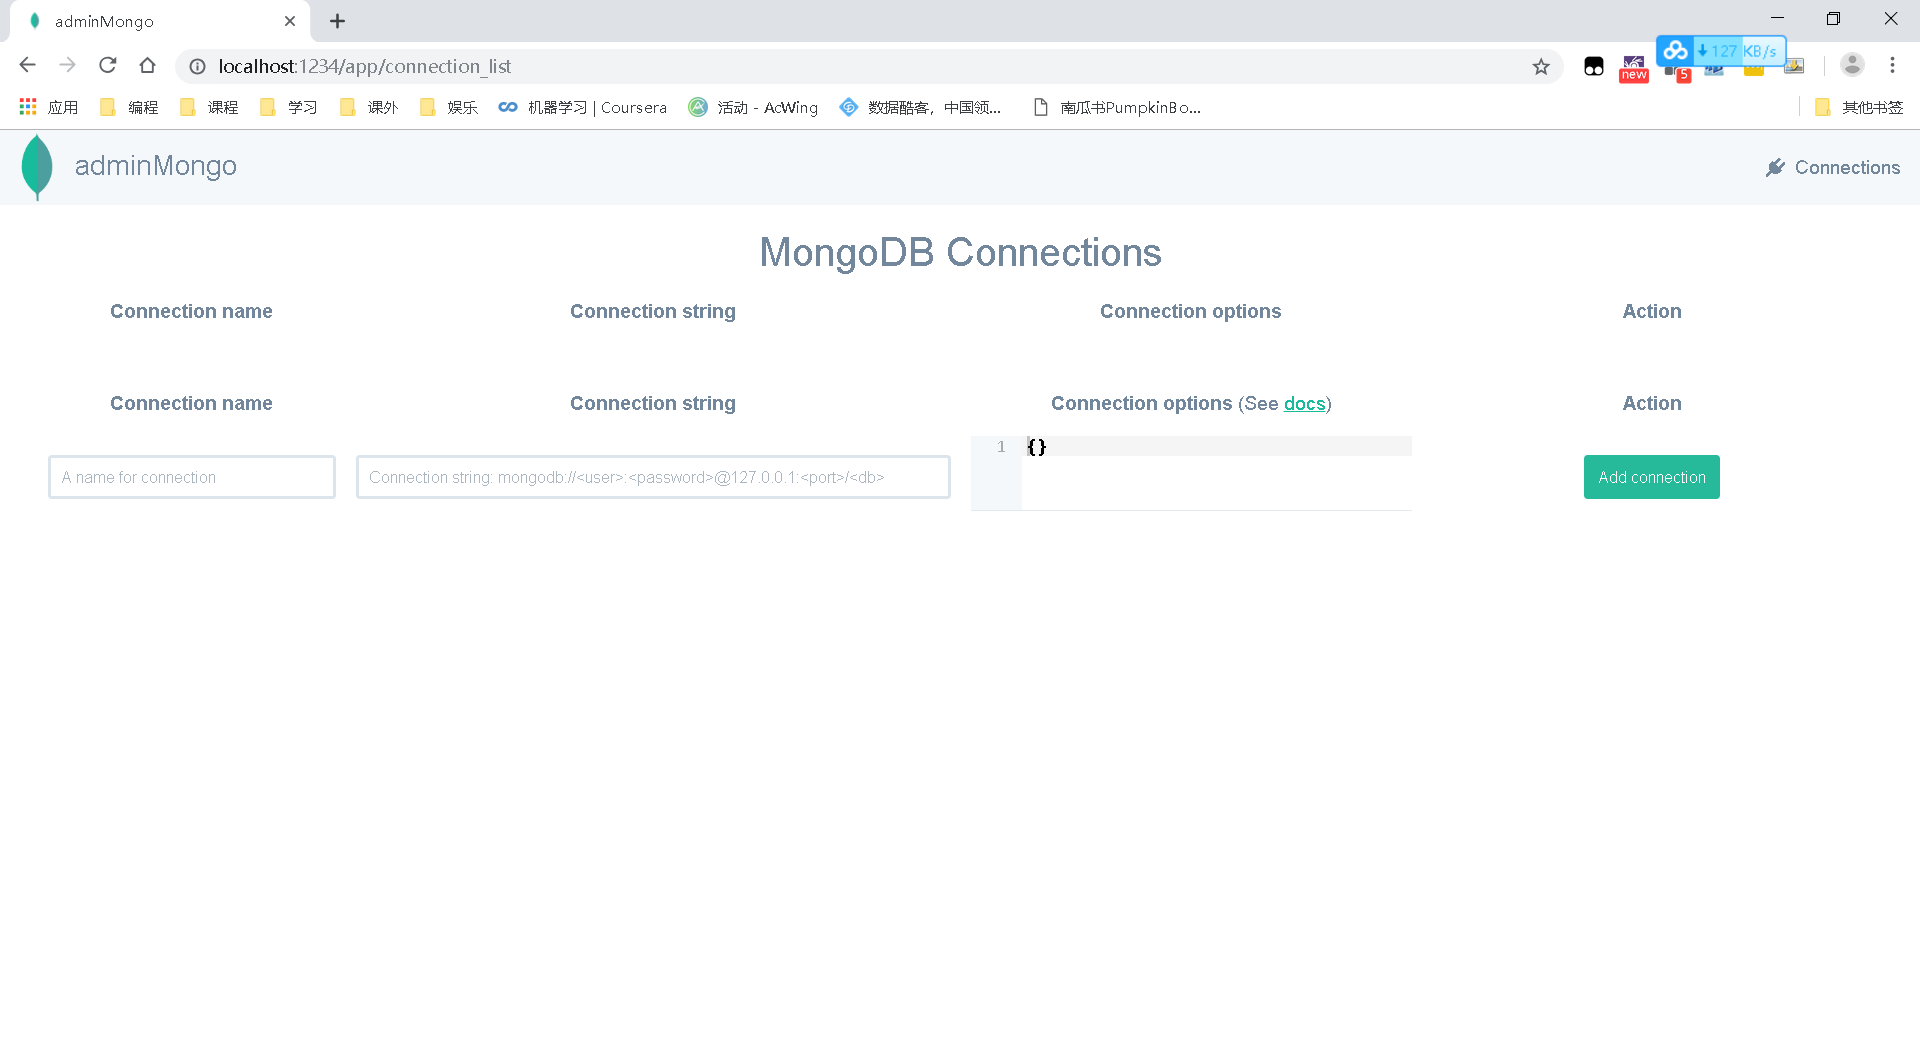 adminMongo
localhost:1234/app/connection_list
new
5
127 KB/s
应用 编程 课程 学习 课外 娱乐 机器学习 | Coursera 活动 - AcWing 数据酷客，中国领... 南瓜书PumpkinBo... 其他书签
adminMongo Connections
MongoDB Connections
Connection name Connection string Connection options Action
Connection name Connection string Connection options (See docs) Action
1 {}
A name for connection Connection string: mongodb://<user>:<password>@127.0.0.1:<port>/<db> Add connection